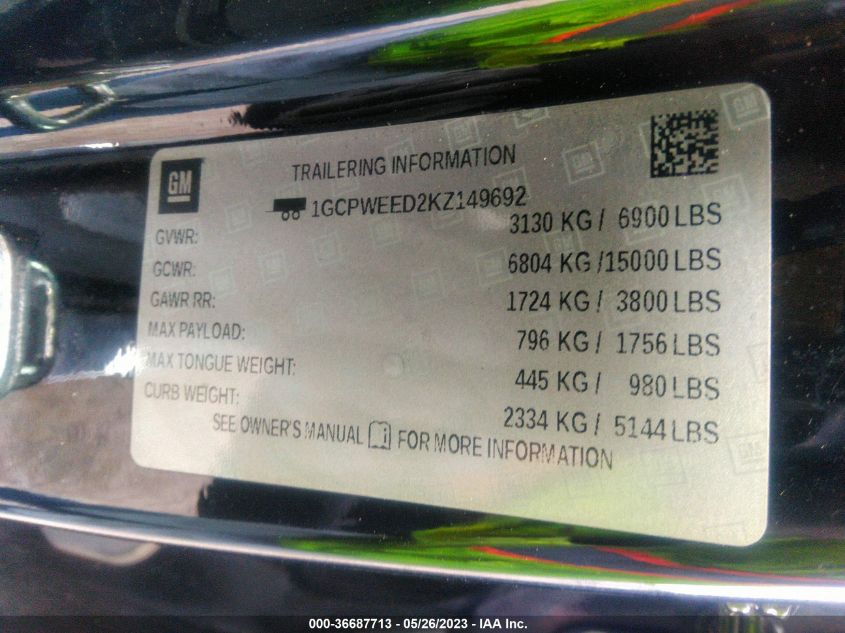 GM
TRAILERING INFORMATION
1GCPWEED2KZ149692
GVWR: 3130 KG / 6900 LBS
GCWR: 6804 KG /15000 LBS
GAWR RR: 1724 KG / 3800 LBS
MAX PAYLOAD: 796 KG / 1756 LBS
MAX TONGUE WEIGHT: 445 KG / 980 LBS
CURB WEIGHT: 2334 KG / 5144 LBS
SEE OWNER'S MANUAL FOR MORE INFORMATION
000-36687713 - 05/26/2023 - IAA Inc.